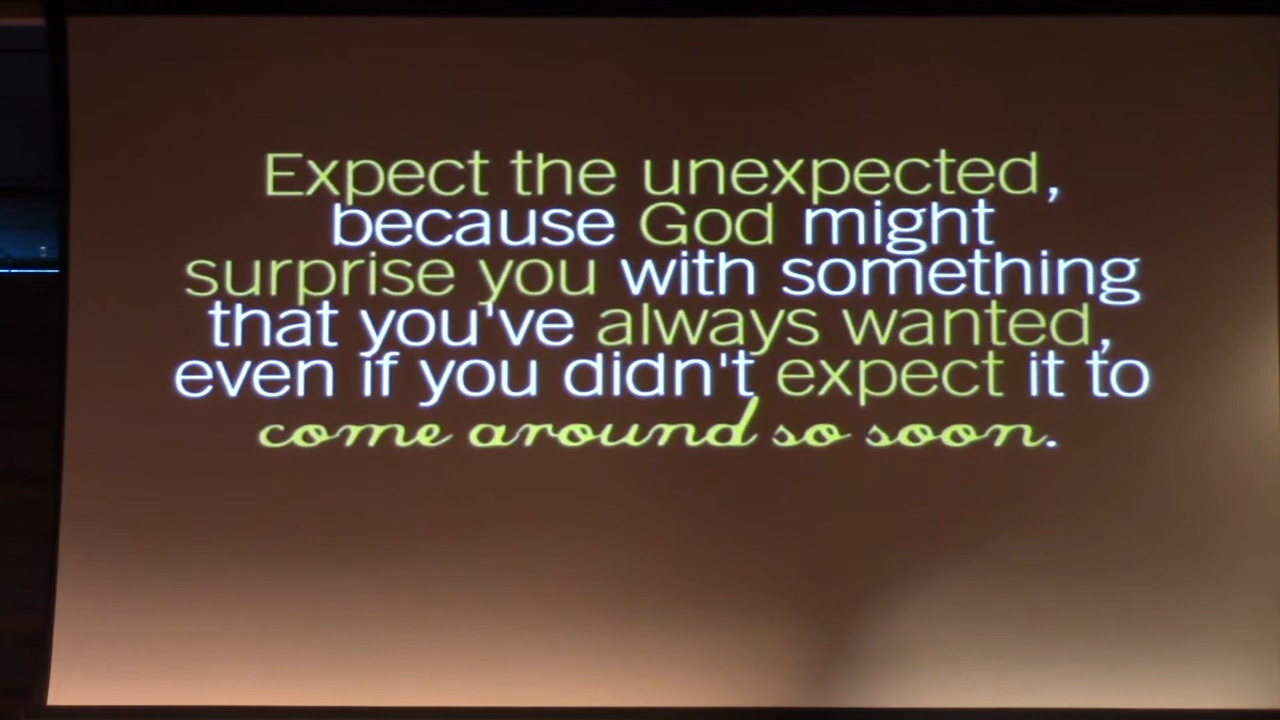 Expect the unexpected,
because God might
surprise you with something
that you've always wanted,
even if you didn't expect it to
come around so soon.